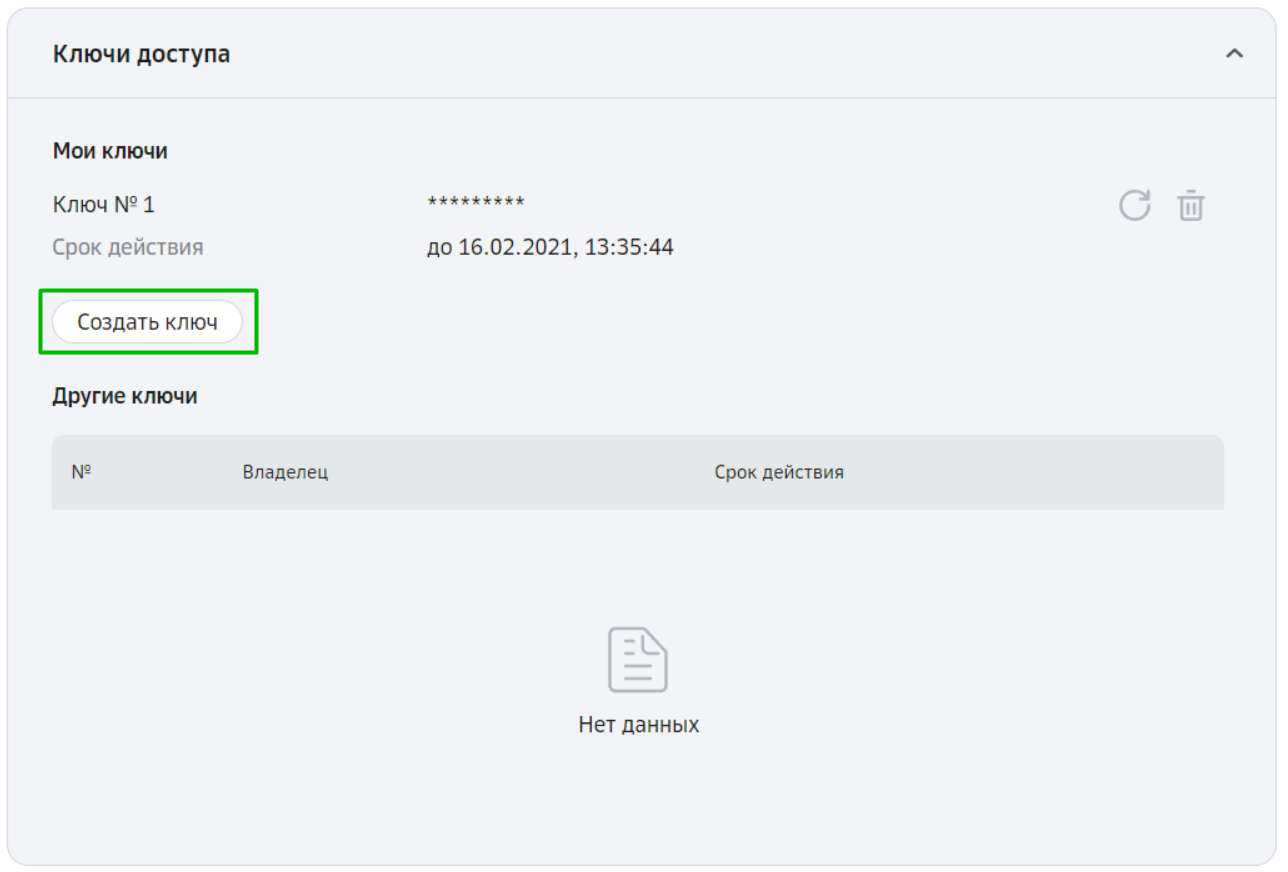 Ключи доступа
Мои ключи
Ключ № 1 *********
Срок действия до 16.02.2021, 13:35:44
Создать ключ
Другие ключи
№ Владелец Срок действия
Нет данных